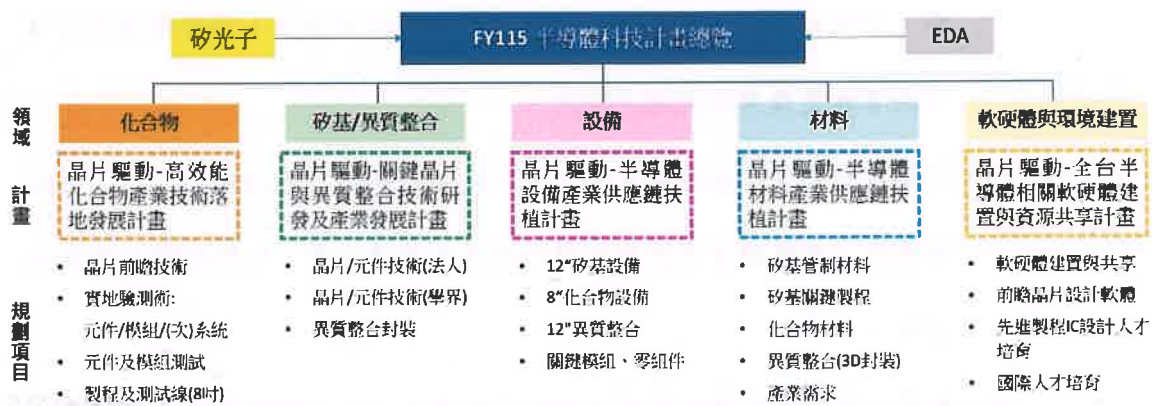 矽光子
FY115 半導體科技計畫總覽
EDA
領域
化合物
矽基/異質整合
設備
材料
軟硬體與環境建置
計畫
晶片驅動-高效能
化合物產業技術落
地發展計畫
晶片驅動-關鍵晶片
與異質整合技術研
發及產業發展計畫
晶片驅動-半導體
設備產業供應鏈扶
植計畫
晶片驅動-半導體
材料產業供應鏈扶
植計畫
晶片驅動-全台半
導體相關軟硬體建
置與資源共享計畫
規劃項目
• 晶片前瞻技術
• 實地驗測術:
元件/模組/(次)系統
• 元件及模組測試
• 製程及測試線(8吋)
• 晶片/元件技術(法人)
• 晶片/元件技術(學界)
• 異質整合封裝
• 12"矽基設備
• 8"化合物設備
• 12"異質整合
• 關鍵模組、零組件
• 矽基管制材料
• 矽基關鍵製程
• 化合物材料
• 異質整合(3D封裝)
• 產業需求
• 軟硬體建置與共享
• 前瞻晶片設計軟體
• 先進製程IC設計人才
培育
• 國際人才培育